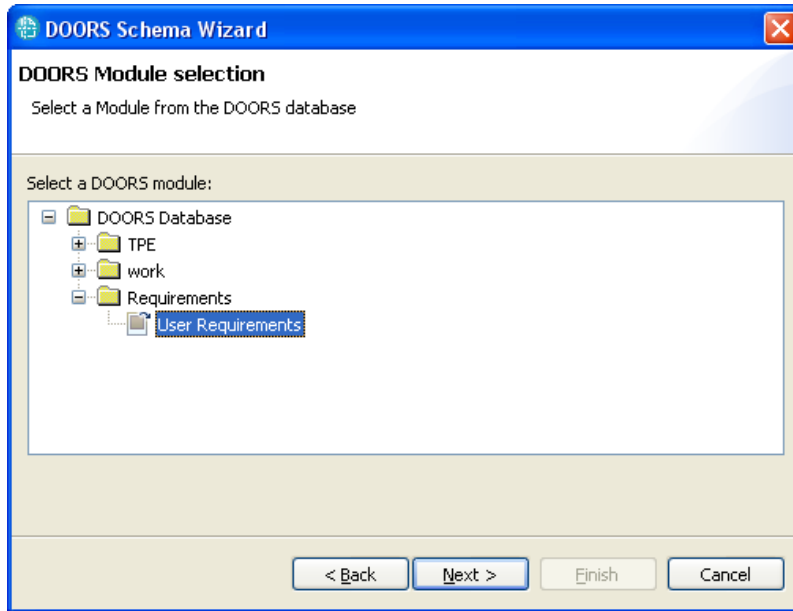 DOORS Schema Wizard
DOORS Module selection
Select a Module from the DOORS database
Select a DOORS module:
DOORS Database
TPE
work
Requirements
User Requirements
< Back Next > Finish Cancel